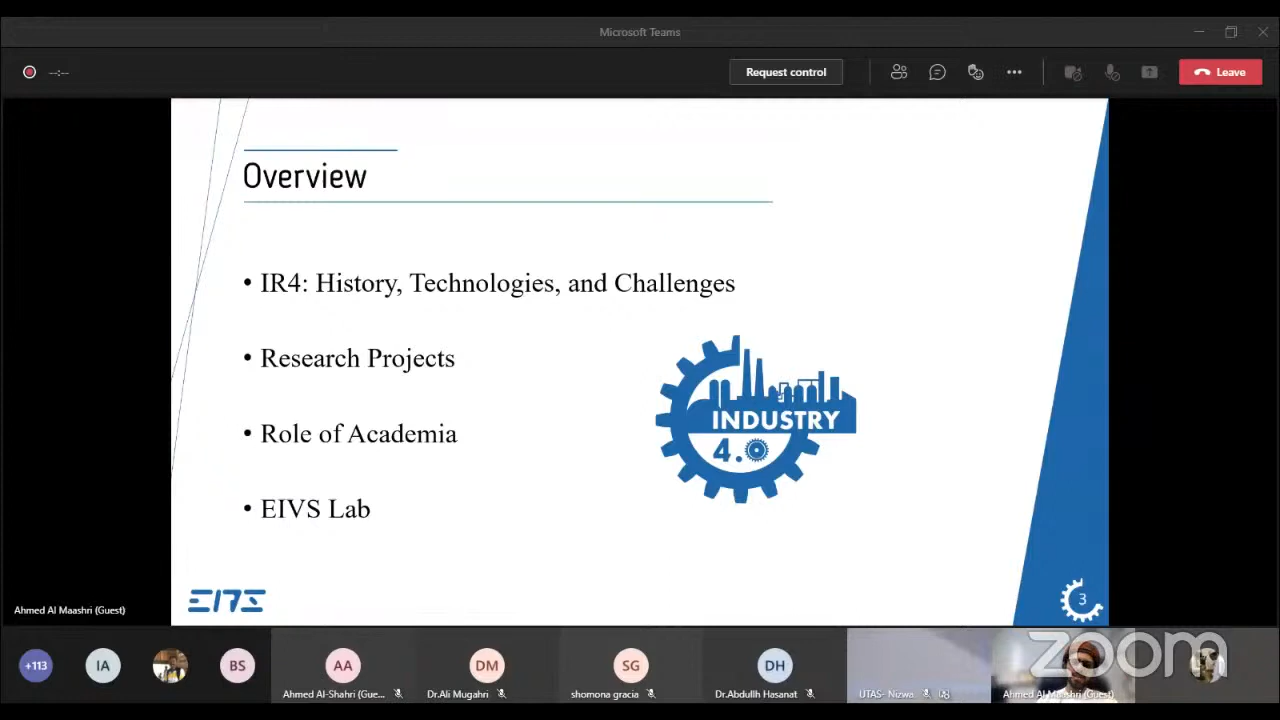 Microsoft Teams
--:--
Request control
Leave
Overview
• IR4: History, Technologies, and Challenges
• Research Projects
• Role of Academia
• EIVS Lab
INDUSTRY
4.0
EIVS
3
Ahmed Al Maashri (Guest)
+113
IA
BS
AA
DM
SG
DH
Ahmed Al-Shahri (Gue...
Dr.Ali Mugahri
shomona gracia
Dr.Abdullh Hasanat
UTAS- Nizwa
Ahmed Al Maashri (Guest)
zoom